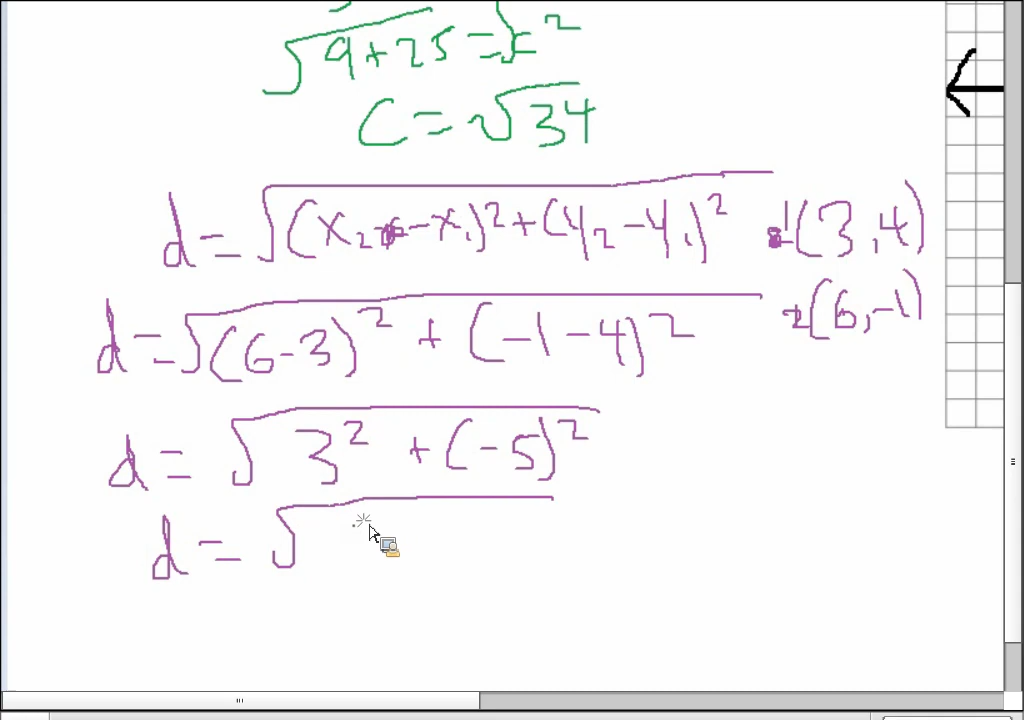 √9+25 = c²
C = √34
d = √(x₂ - x₁)² + (y₂ - y₁)² 1(3,4)
d = √(6-3)² + (-1-4)² 2(6,-1)
d = √3² + (-5)²
d = √